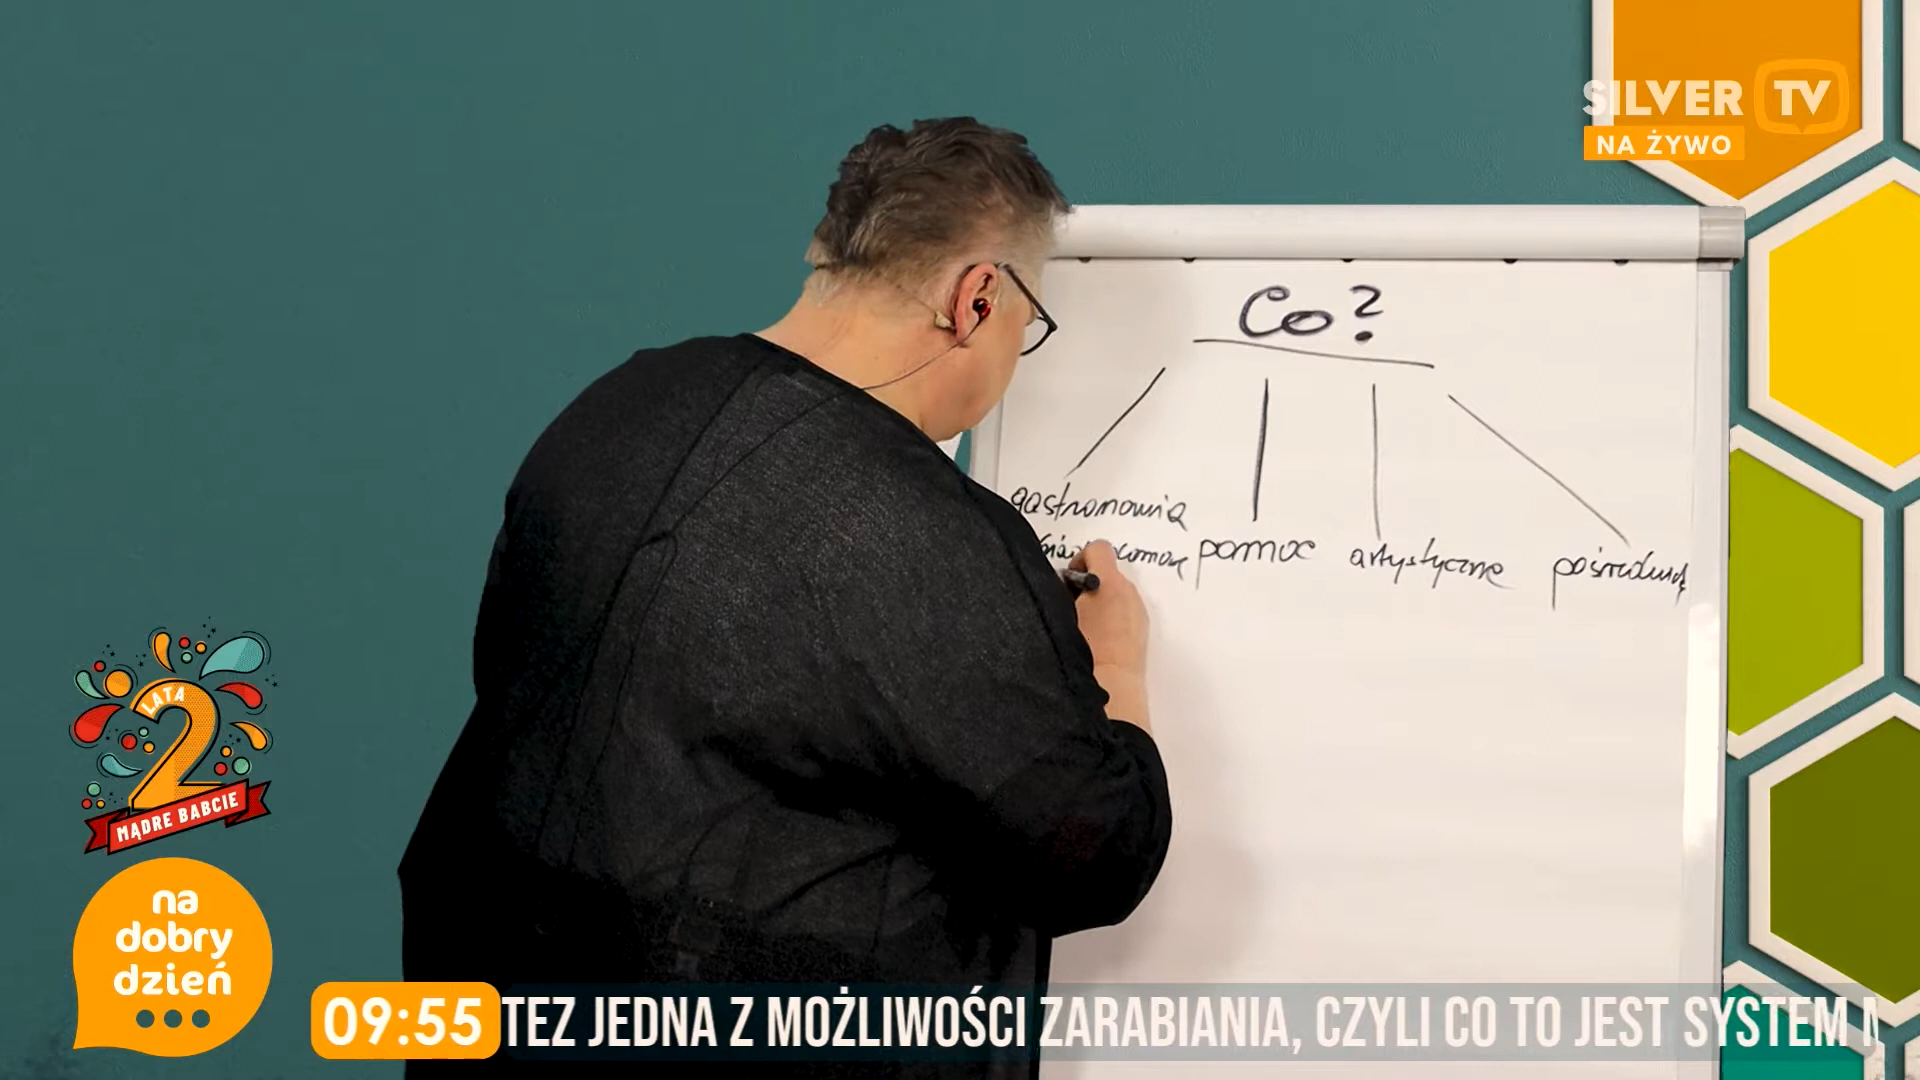 SILVER TV
NA ŻYWO
Co?
gastronomia
pomoc artystyczne
LATA
2
MĄDRE BABCIE
na
dobry
dzień
09:55 TEZ JEDNA Z MOŻLIWOŚCI ZARABIANIA, CZYLI CO TO JEST SYSTEM